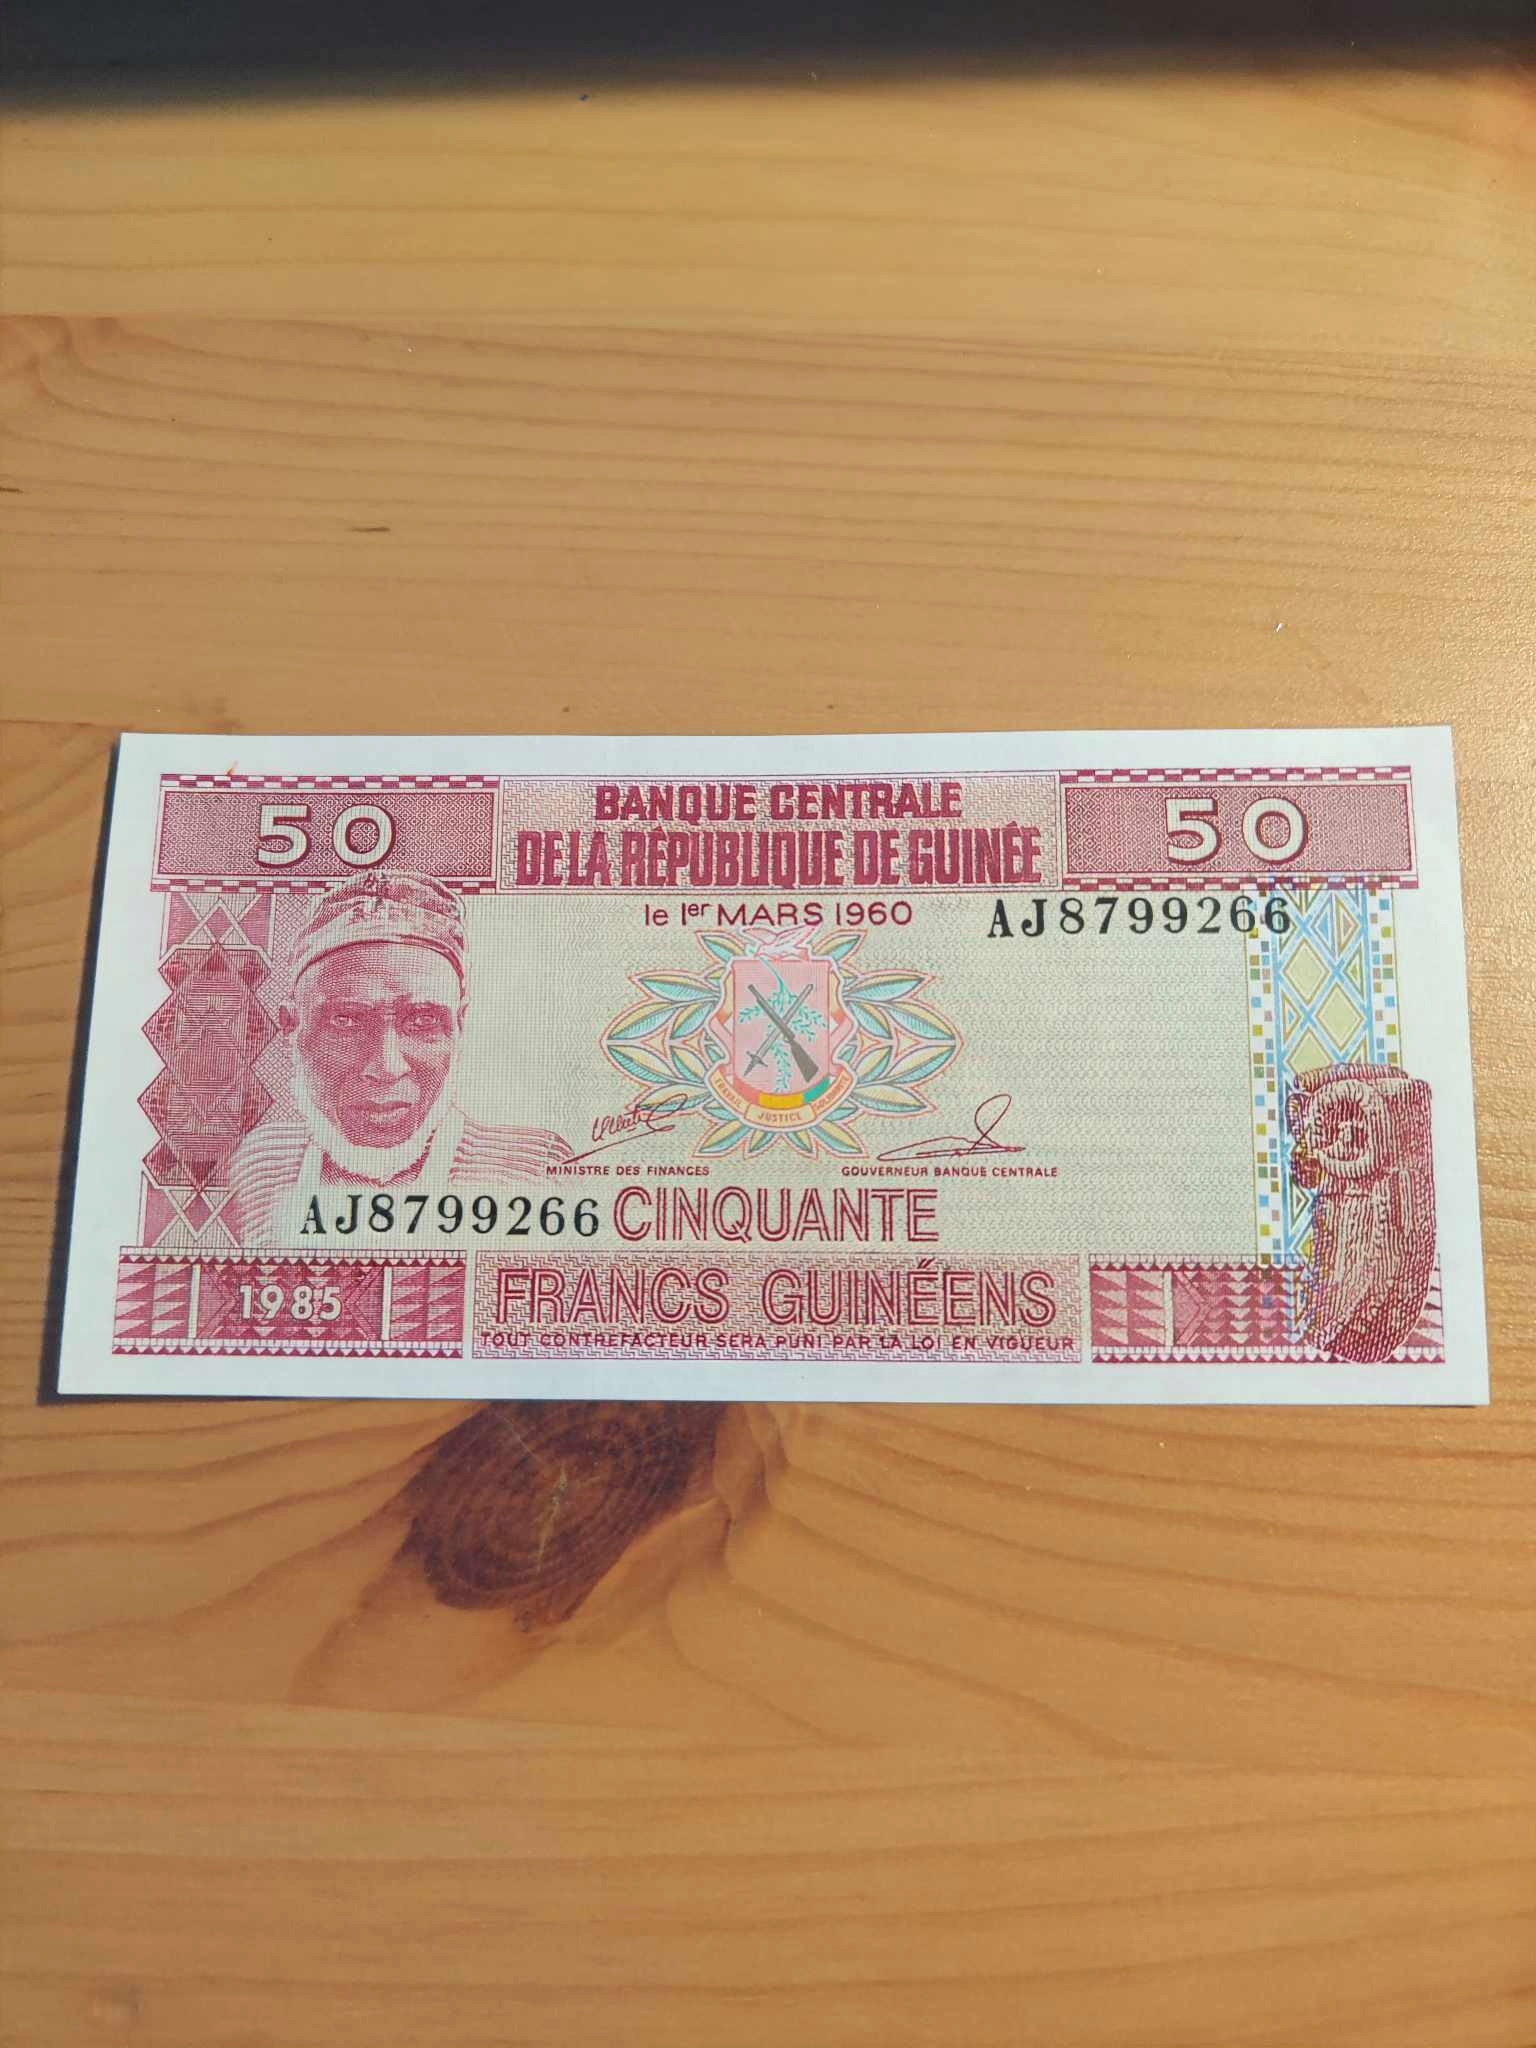 50
BANQUE CENTRALE
DE LA RÉPUBLIQUE DE GUINÉE
50
le 1er MARS 1960
AJ8799266
TRAVAIL JUSTICE SOLIDARITÉ
MINISTRE DES FINANCES
GOUVERNEUR BANQUE CENTRALE
AJ8799266
CINQUANTE
1985
FRANCS GUINÉENS
TOUT CONTREFACTEUR SERA PUNI PAR LA LOI EN VIGUEUR